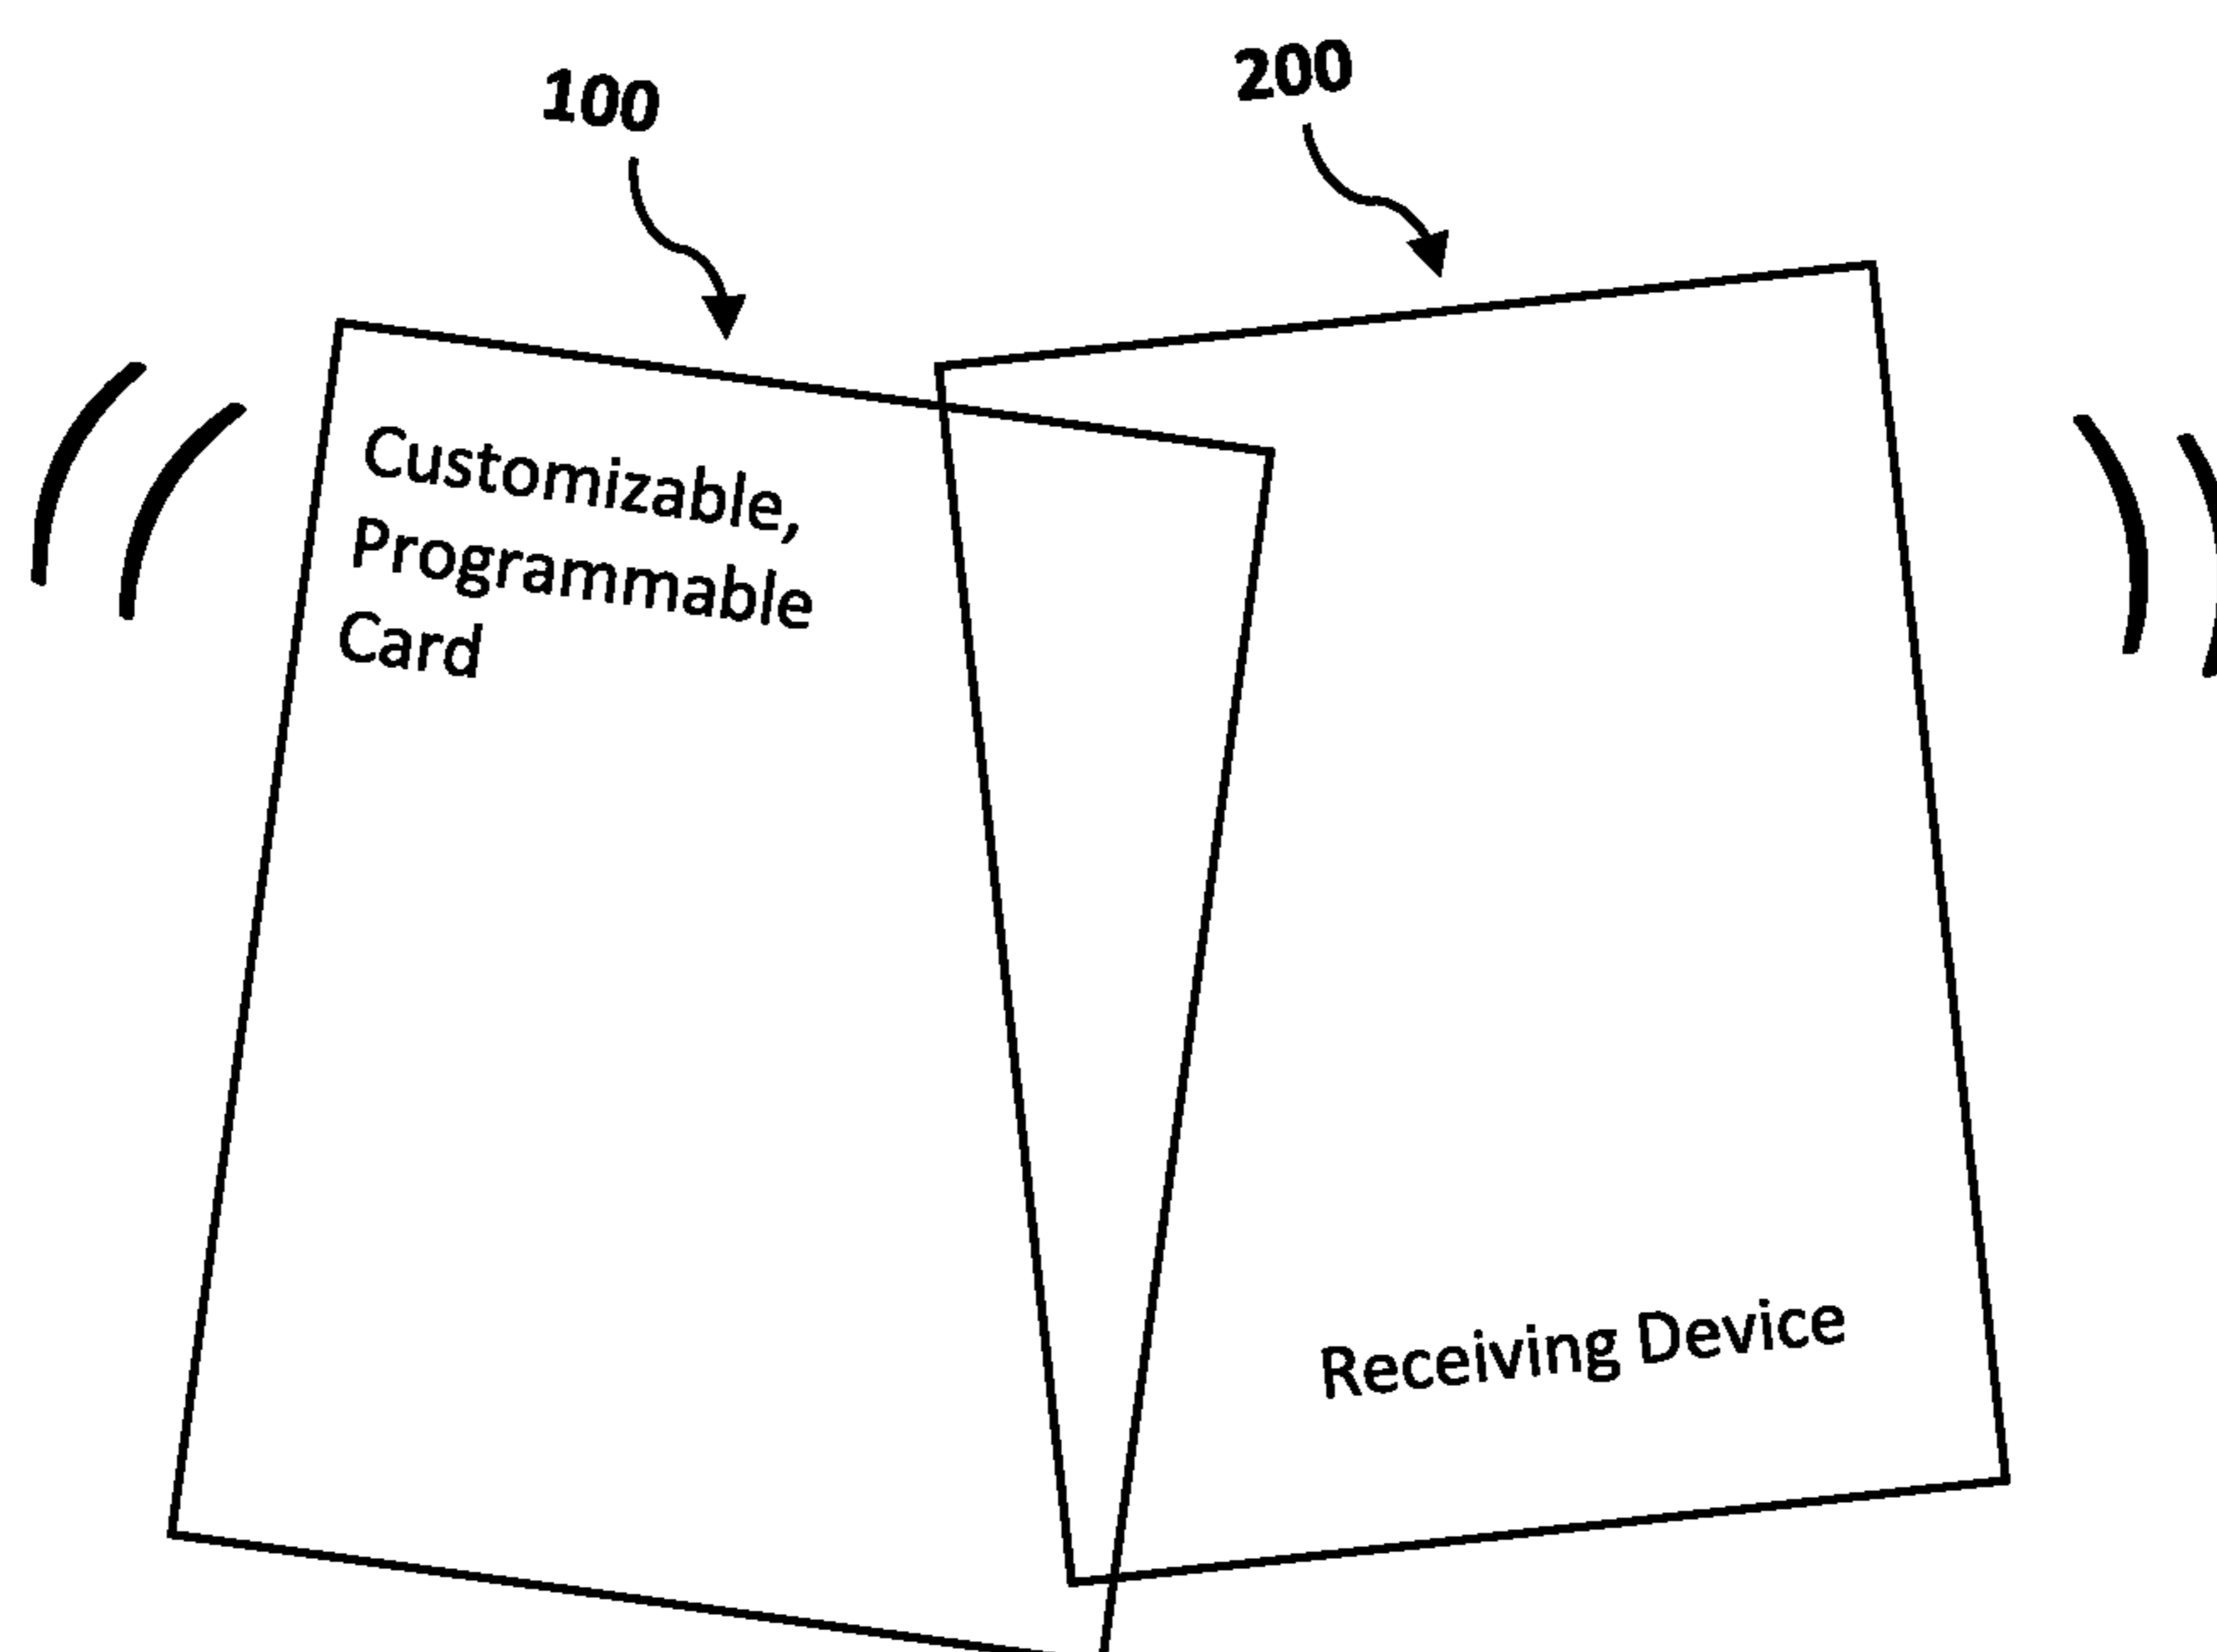 100
200
Customizable,
Programmable
Card
Receiving Device